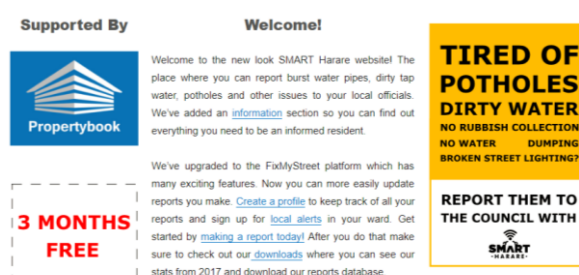 Supported By
Propertybook
3 MONTHS
FREE
Welcome!
Welcome to the new look SMART Harare website! The
place where you can report burst water pipes, dirty tap
water, potholes and other issues to your local officials.
We've added an information section so you can find out
everything you need to be an informed resident.
We've upgraded to the FixMyStreet platform which has
many exciting features. Now you can more easily update
reports you make. Create a profile to keep track of all your
reports and sign up for local alerts in your ward. Get
started by making a report today! After you do that make
sure to check out our downloads where you can see our
stats from 2017 and download our reports database.
TIRED OF
POTHOLES
DIRTY WATER
NO RUBBISH COLLECTION
NO WATER DUMPING
BROKEN STREET LIGHTING?
REPORT THEM TO
THE COUNCIL WITH
SMART
-HARARE-